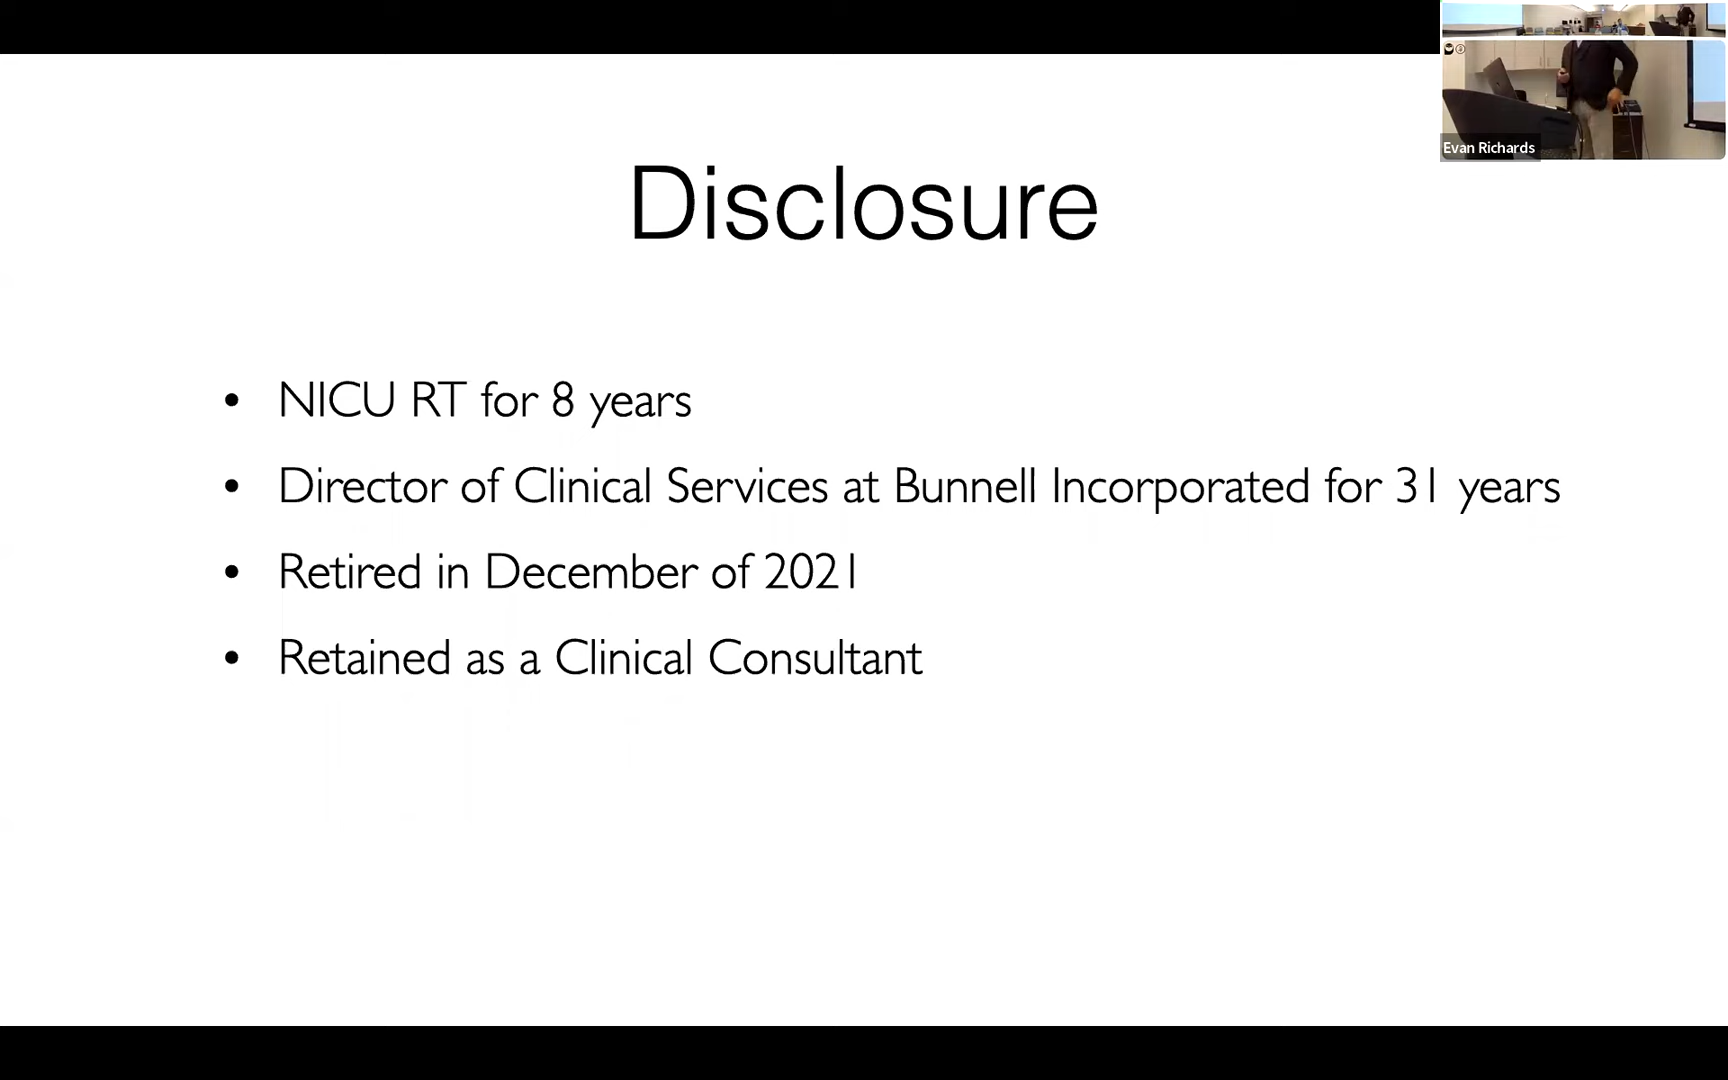 Evan Richards
Disclosure
• NICU RT for 8 years
• Director of Clinical Services at Bunnell Incorporated for 31 years
• Retired in December of 2021
• Retained as a Clinical Consultant